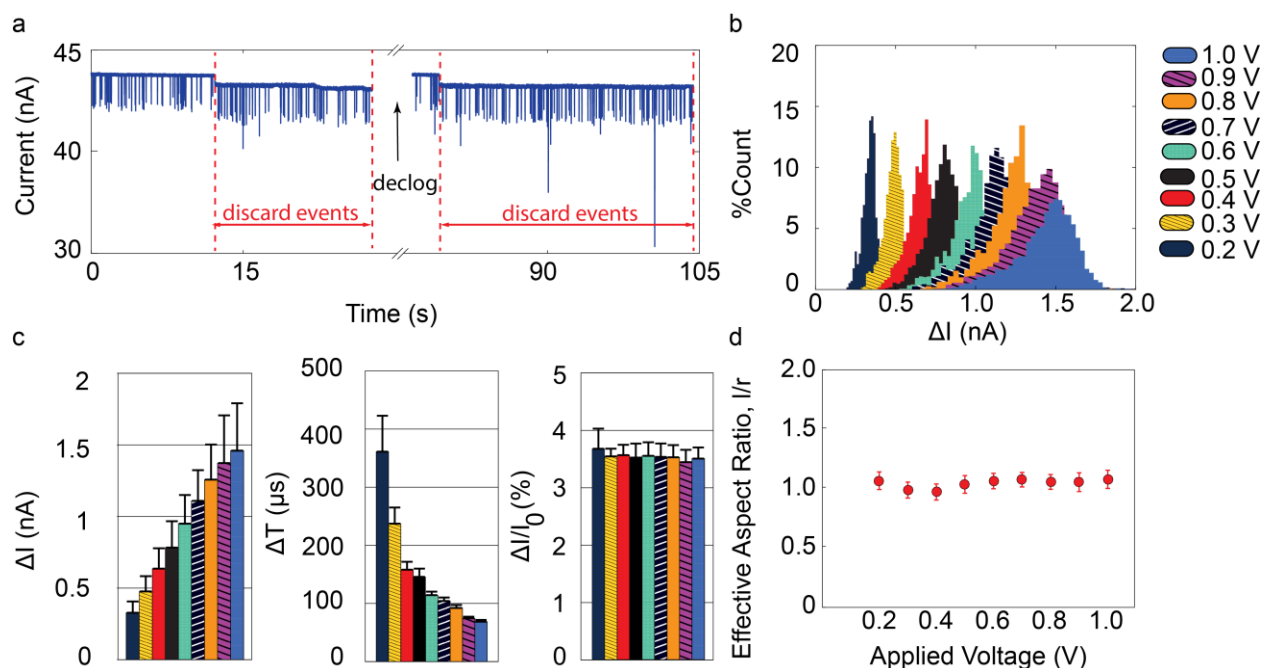 a
45
40
30
Current (nA)
declog
discard events
discard events
0
15
90
105
Time (s)
b
20
15
10
5
0
%Count
0
0.5
1.0
1.5
2.0
ΔI (nA)
1.0 V
0.9 V
0.8 V
0.7 V
0.6 V
0.5 V
0.4 V
0.3 V
0.2 V
c
2
1.5
1
0.5
0
ΔI (nA)
500
400
300
200
100
0
ΔT (μs)
5
4
3
2
1
0
ΔI/I0 (%)
d
2.0
1.5
1.0
0.5
0
Effective Aspect Ratio, l/r
0.2
0.4
0.6
0.8
1.0
Applied Voltage (V)